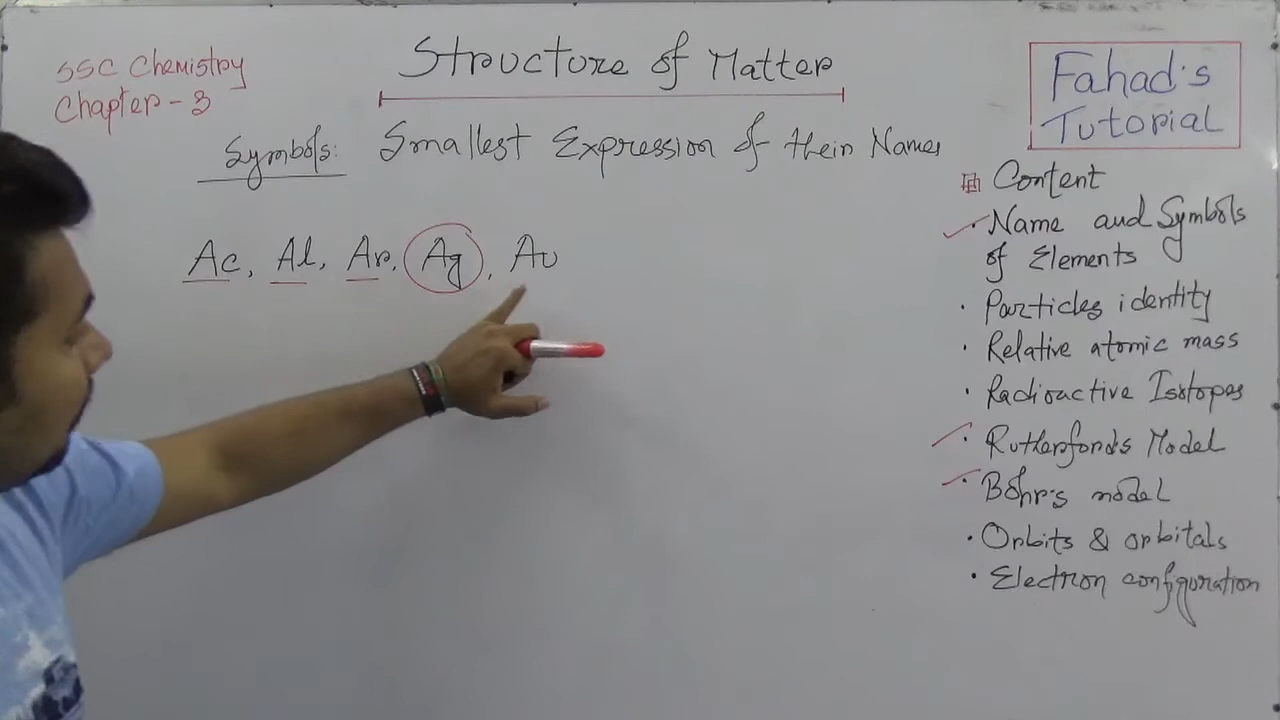 SSC Chemistry
Chapter - 3
Structure of Matter
Fahad's
Tutorial
Symbols: Smallest Expression of their Names
Ac, Al, Ar, Ag, Au
Content
Name and Symbols
of Elements
· Particles identity
· Relative atomic mass
· Radioactive Isotopes
· Rutherfords Model
· Bohr's model
· Orbits & orbitals
· Electron configuration